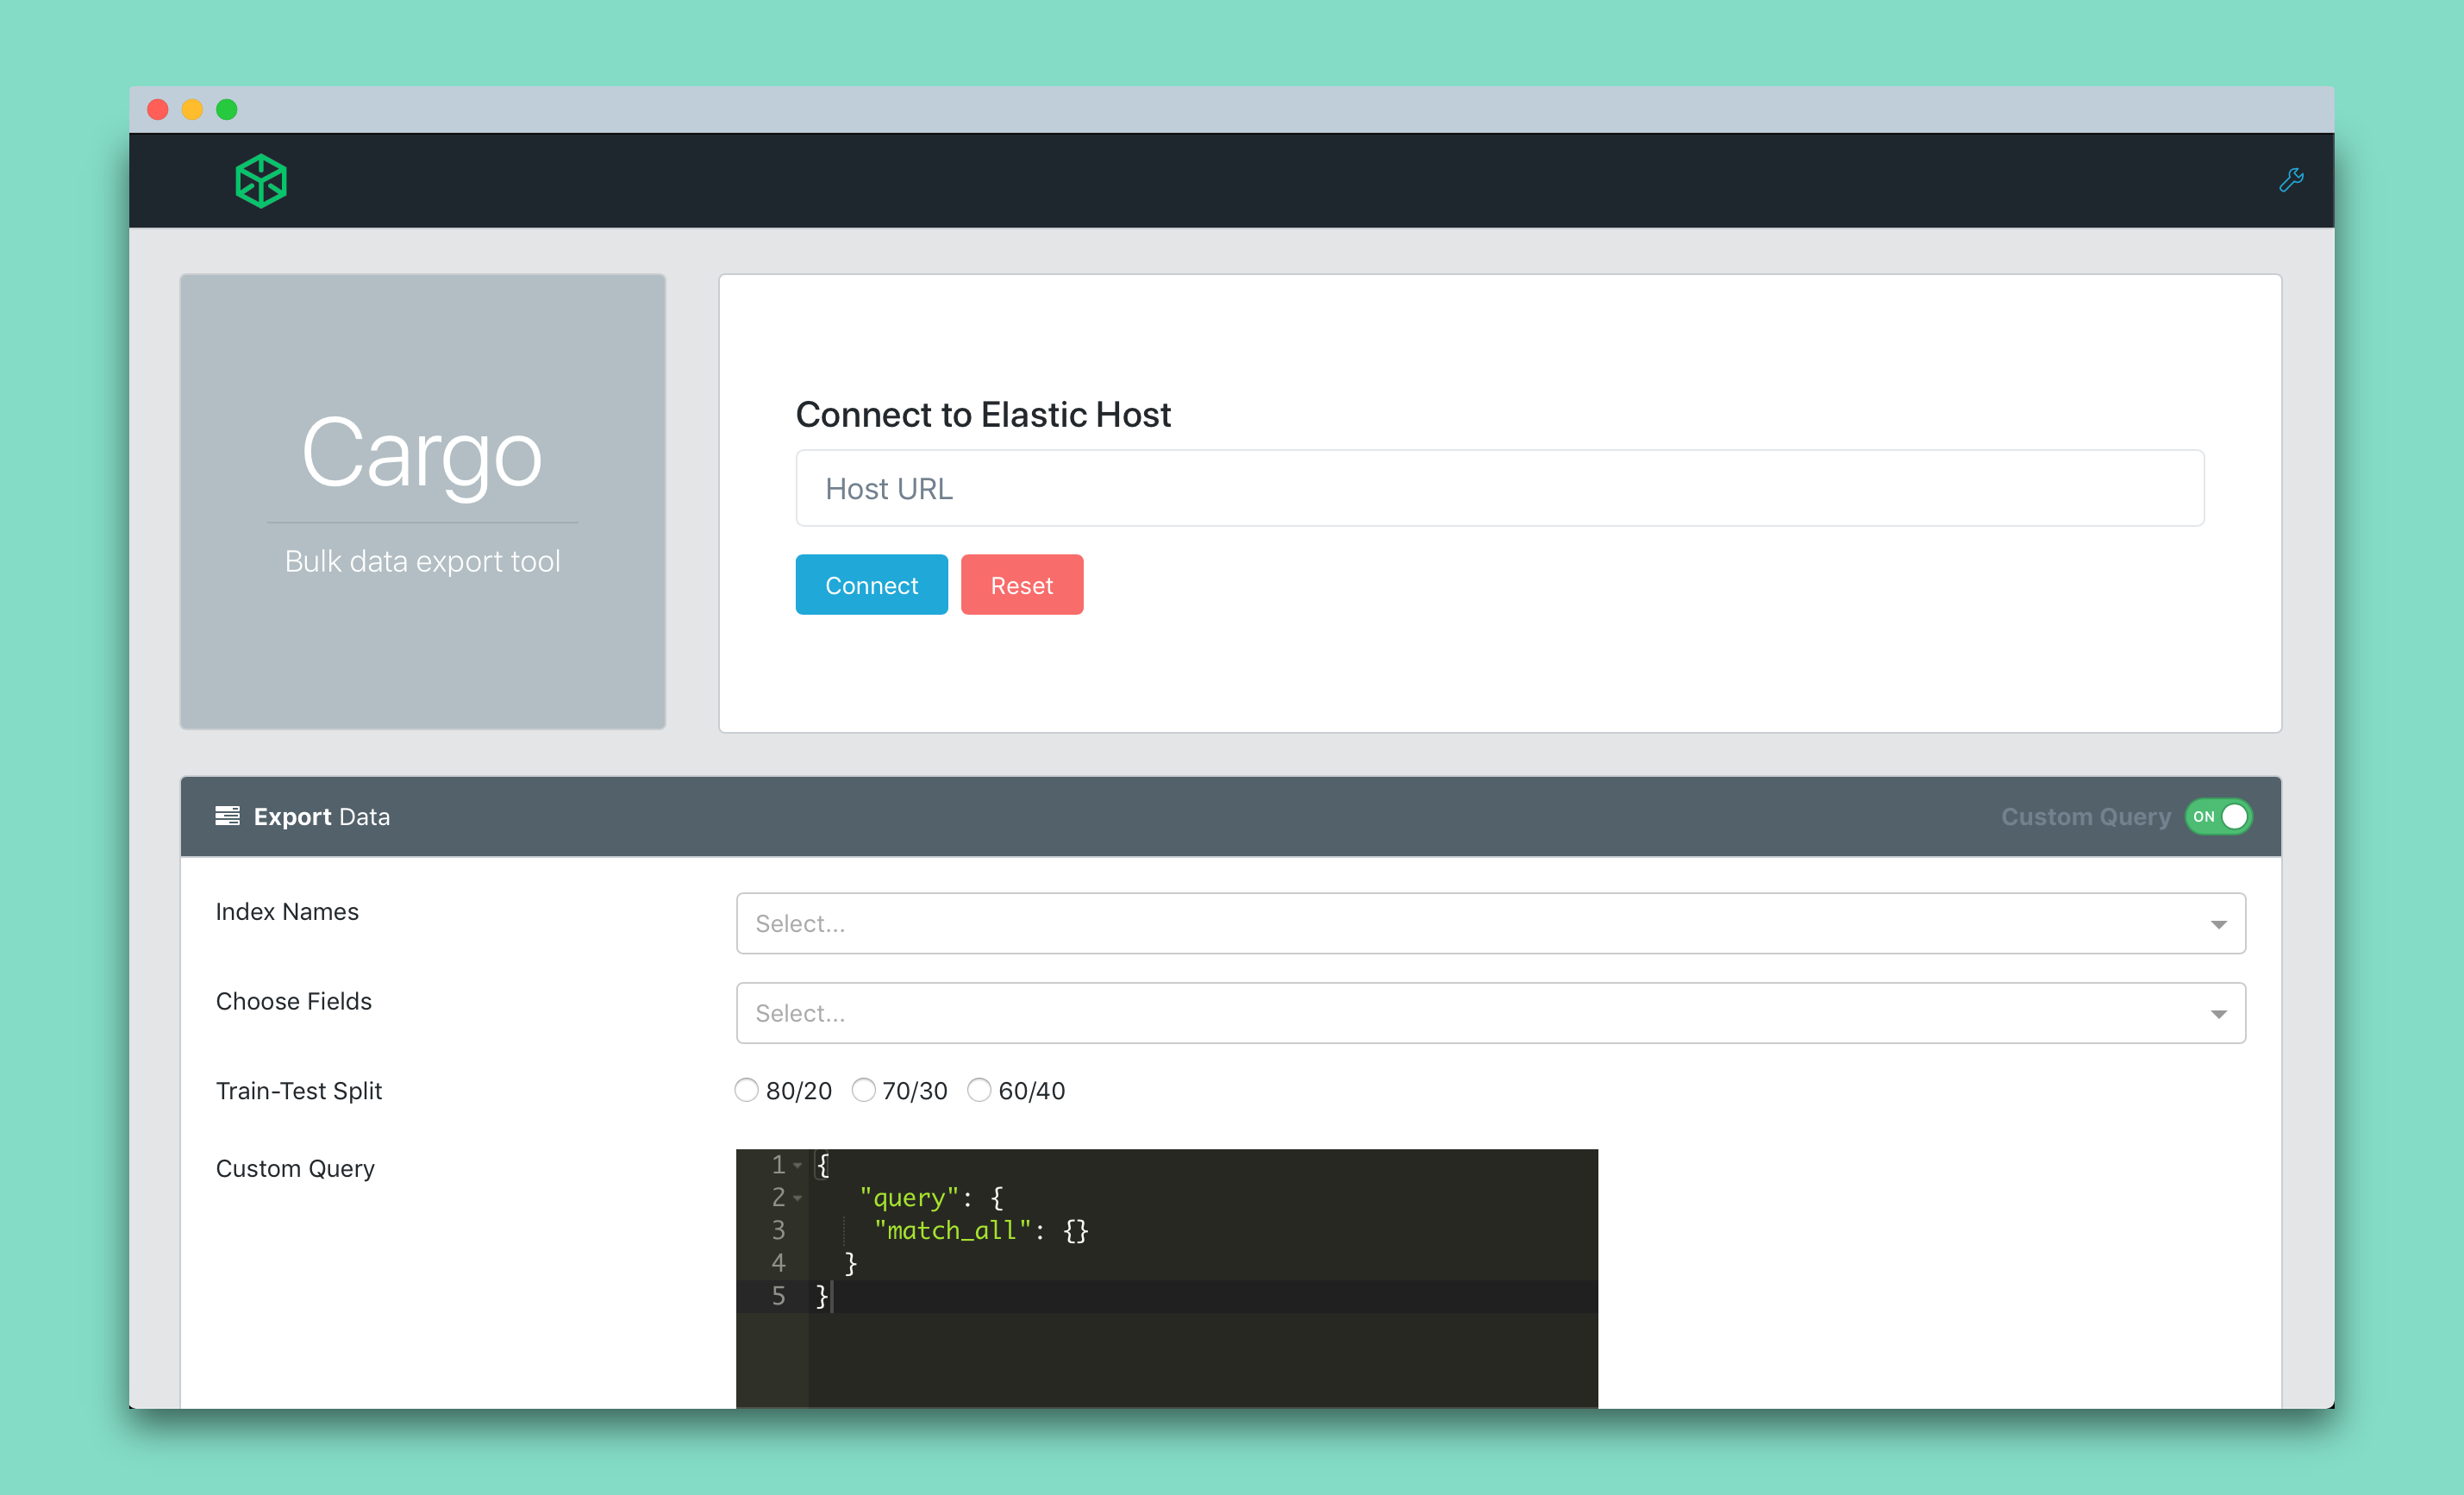 Cargo
Bulk data export tool
Connect to Elastic Host
Host URL
Connect Reset
Export Data
Custom Query ON
Index Names
Select...
Choose Fields
Select...
Train-Test Split
80/20 70/30 60/40
Custom Query
1 {
2 "query": {
3 "match_all": {}
4 }
5 }